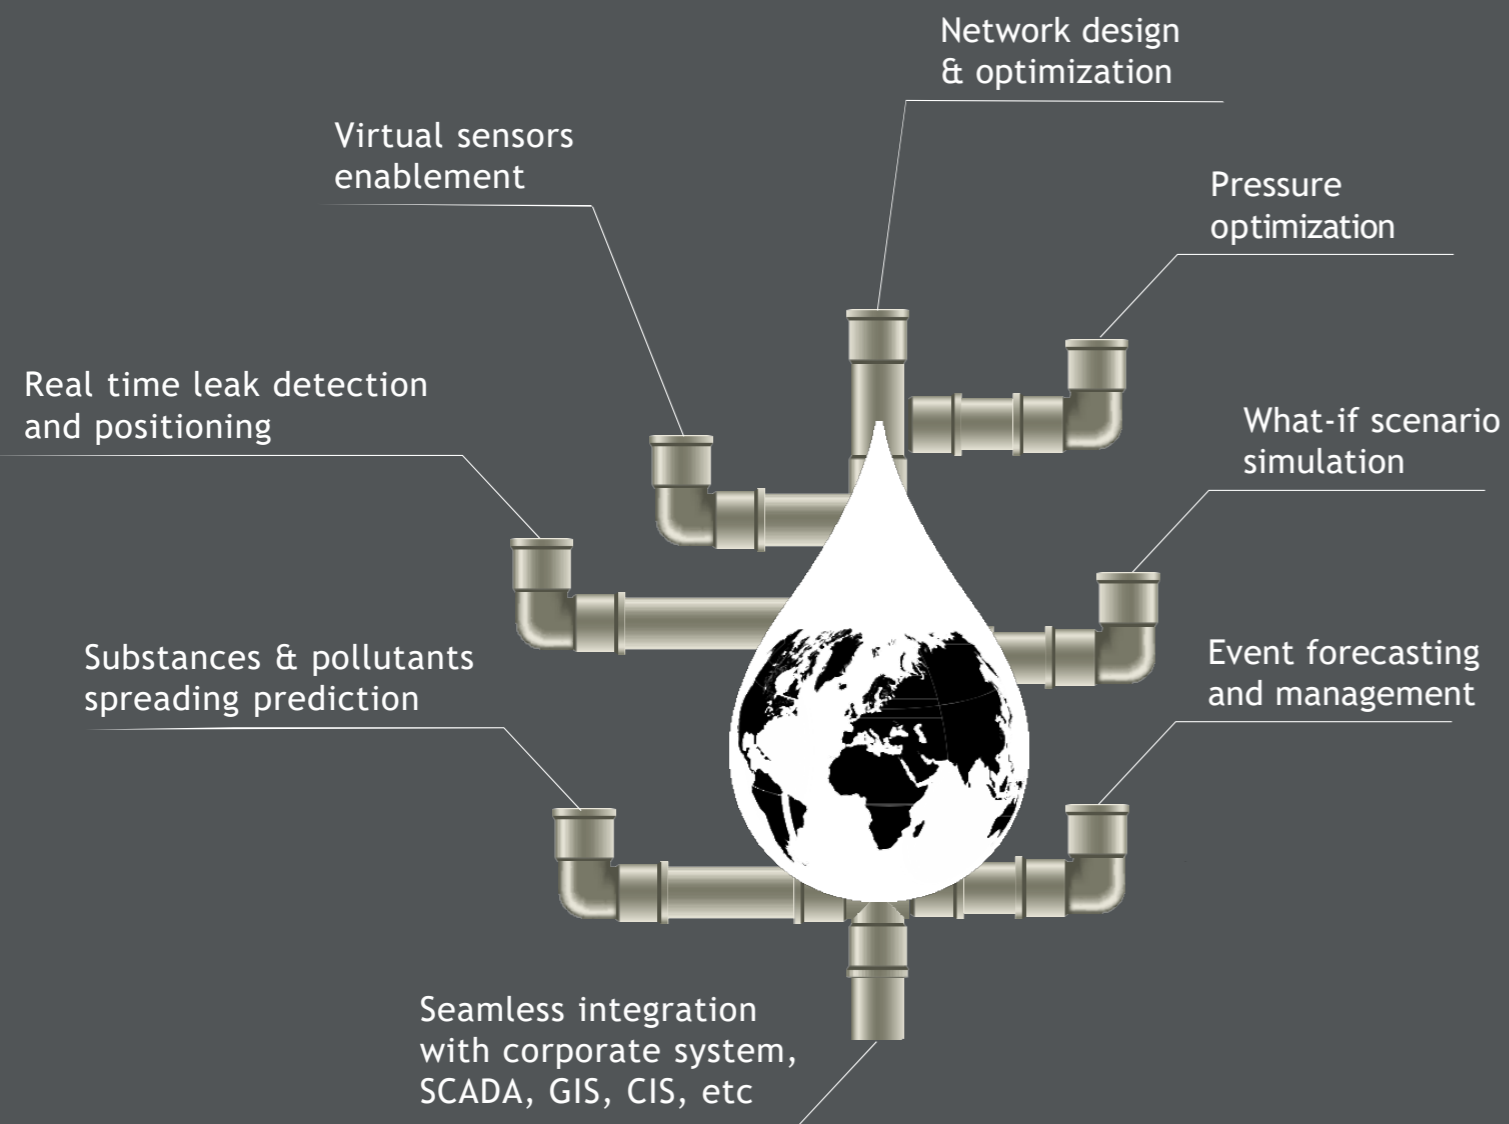 Network design
& optimization
Virtual sensors
enablement
Pressure
optimization
Real time leak detection
and positioning
What-if scenario
simulation
Substances & pollutants
spreading prediction
Event forecasting
and management
Seamless integration
with corporate system,
SCADA, GIS, CIS, etc